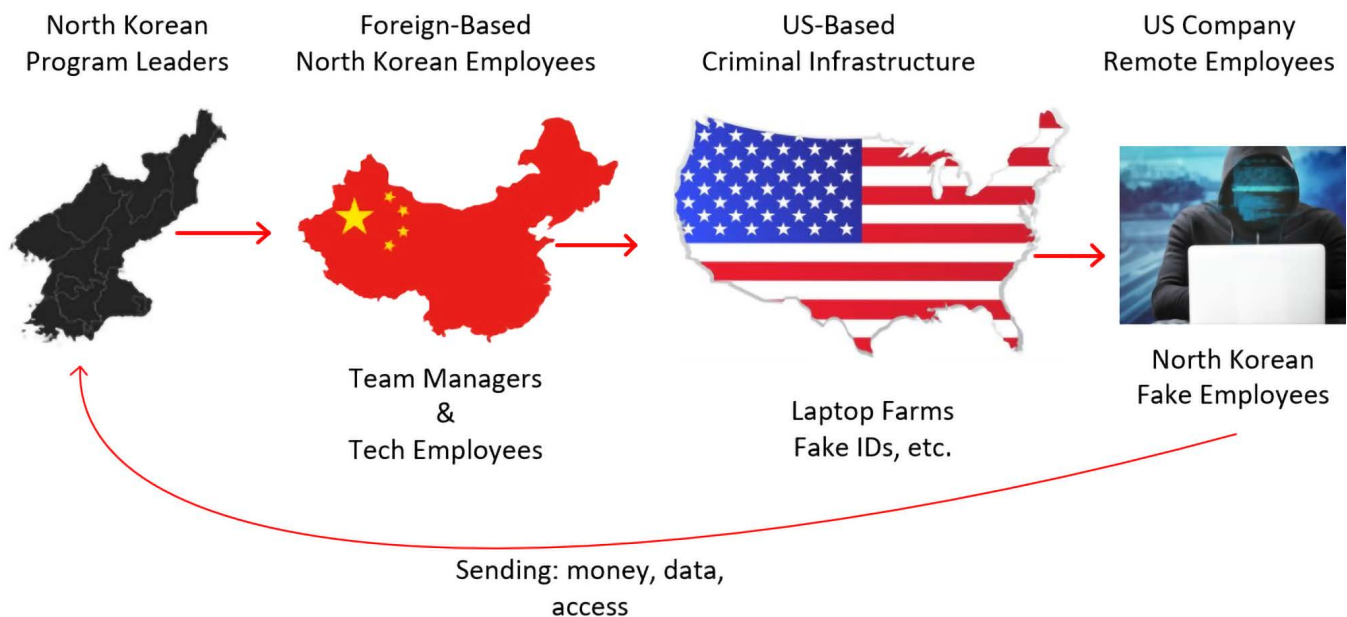 North Korean
Program Leaders
Foreign-Based
North Korean Employees
US-Based
Criminal Infrastructure
US Company
Remote Employees
Team Managers
&
Tech Employees
Laptop Farms
Fake IDs, etc.
North Korean
Fake Employees
Sending: money, data,
access